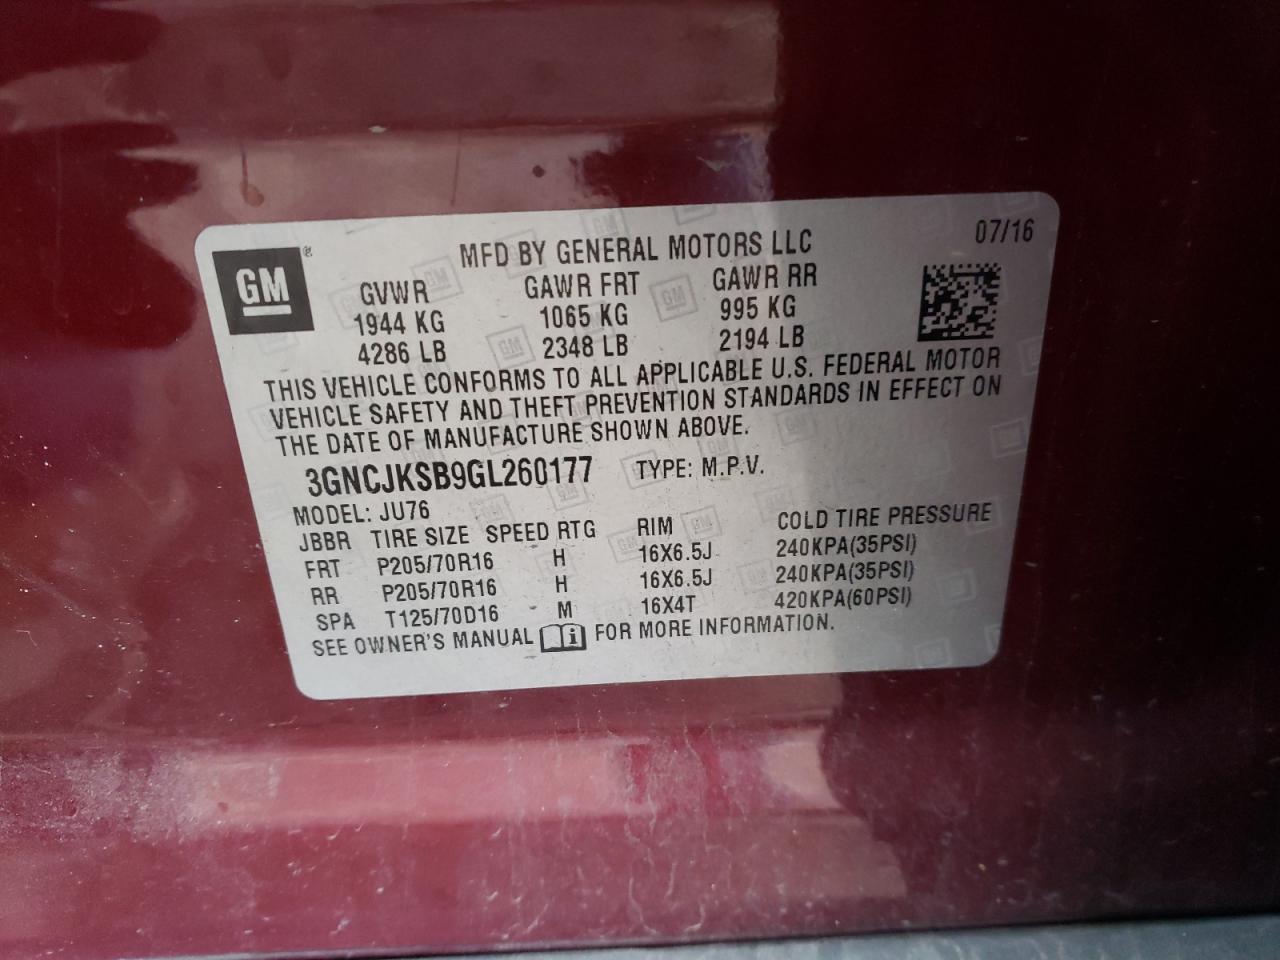 GM®
MFD BY GENERAL MOTORS LLC
07/16
GVWR GAWR FRT GAWR RR
1944 KG 1065 KG 995 KG
4286 LB 2348 LB 2194 LB
THIS VEHICLE CONFORMS TO ALL APPLICABLE U.S. FEDERAL MOTOR
VEHICLE SAFETY AND THEFT PREVENTION STANDARDS IN EFFECT ON
THE DATE OF MANUFACTURE SHOWN ABOVE.
3GNCJKSB9GL260177 TYPE: M.P.V.
MODEL: JU76
JBBR TIRE SIZE SPEED RTG RIM COLD TIRE PRESSURE
FRT P205/70R16 H 16X6.5J 240KPA(35PSI)
RR P205/70R16 H 16X6.5J 240KPA(35PSI)
SPA T125/70D16 M 16X4T 420KPA(60PSI)
SEE OWNER'S MANUAL i FOR MORE INFORMATION.